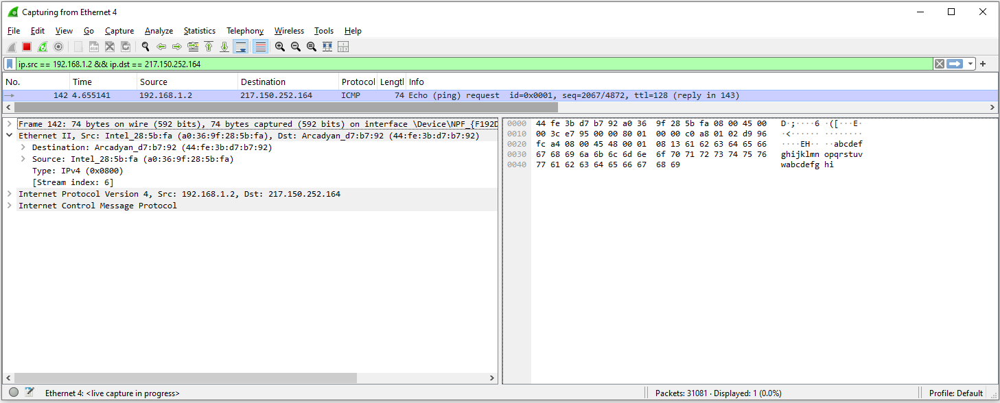 Capturing from Ethernet 4
File Edit View Go Capture Analyze Statistics Telephony Wireless Tools Help
ip.src == 192.168.1.2 && ip.dst == 217.150.252.164
No. Time Source Destination Protocol Lengtl Info
142 4.655141 192.168.1.2 217.150.252.164 ICMP 74 Echo (ping) request id=0x0001, seq=2067/4872, ttl=128 (reply in 143)
Frame 142: 74 bytes on wire (592 bits), 74 bytes captured (592 bits) on interface \Device\NPF_{F192D
Ethernet II, Src: Intel_28:5b:fa (a0:36:9f:28:5b:fa), Dst: Arcadyan_d7:b7:92 (44:fe:3b:d7:b7:92)
Destination: Arcadyan_d7:b7:92 (44:fe:3b:d7:b7:92)
Source: Intel_28:5b:fa (a0:36:9f:28:5b:fa)
Type: IPv4 (0x0800)
[Stream index: 6]
Internet Protocol Version 4, Src: 192.168.1.2, Dst: 217.150.252.164
Internet Control Message Protocol
0000 44 fe 3b d7 b7 92 a0 36 9f 28 5b fa 08 00 45 00 D·;····6 ·([···E·
0010 00 3c e7 95 00 00 80 01 00 00 c0 a8 01 02 d9 96 ·<······ ········
0020 fc a4 08 00 45 48 00 01 08 13 61 62 63 64 65 66 ····EH·· ··abcdef
0030 67 68 69 6a 6b 6c 6d 6e 6f 70 71 72 73 74 75 76 ghijklmn opqrstuv
0040 77 61 62 63 64 65 66 67 68 69 wabcdefg hi
Ethernet 4: <live capture in progress>
Packets: 31081 · Displayed: 1 (0.0%)
Profile: Default